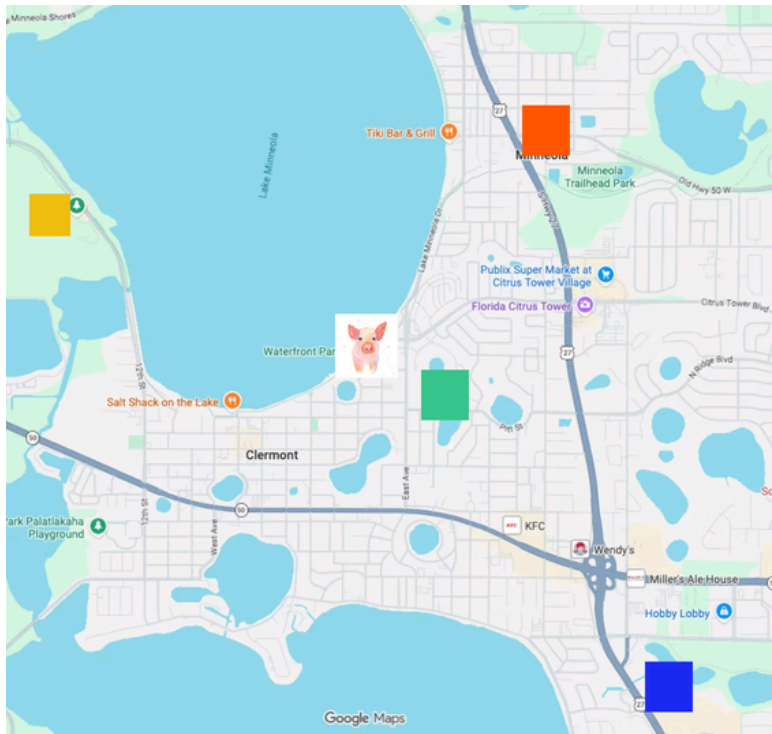 e Minneola Shores
27
Tiki Bar & Grill
Minneola
Lake Minneola
Minneola
Trailhead Park
Old Hwy 50 W
Lake Minneola Dr
Publix Super Market at
Citrus Tower Village
Florida Citrus Tower
Citrus Tower Blvd
Waterfront Par
27
N Ridge Blvd
12th St
Salt Shack on the Lake
Pitt St
50
Clermont
East Ave
50
12th St
KFC
KFC
ark Palatlakaha
Playground
West Ave
Wendy's
Miller's Ale House
Hobby Lobby
27
Google Maps